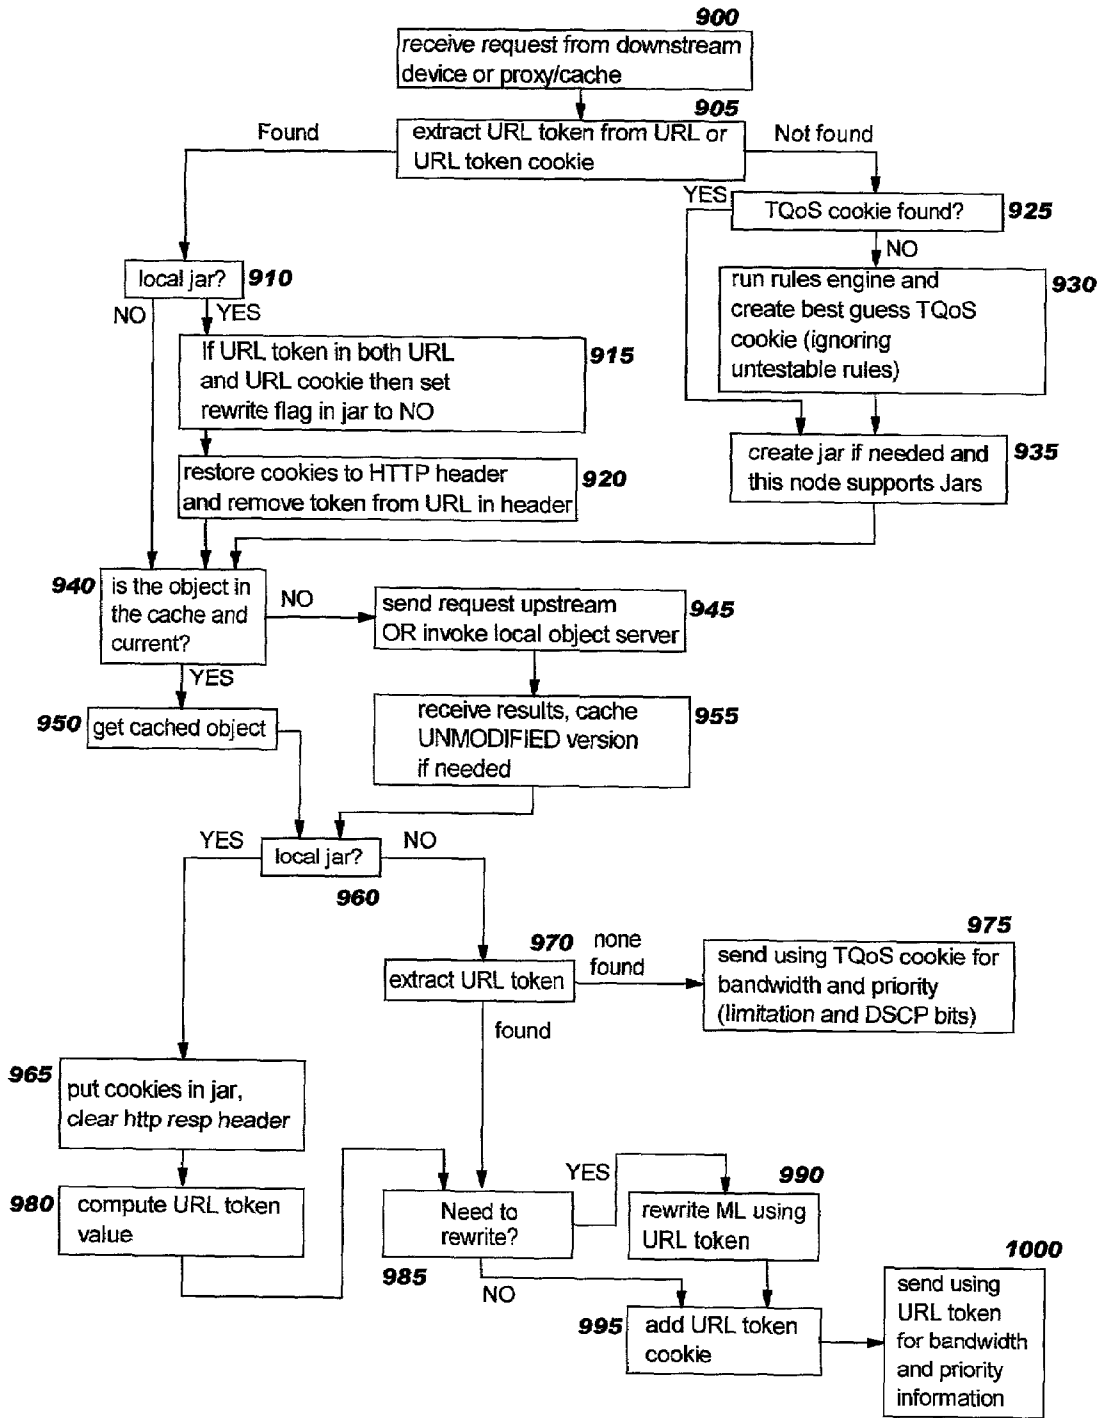 900
receive request from downstream
device or proxy/cache
905
Found
extract URL token from URL or
URL token cookie
Not found
YES
TQoS cookie found?
925
NO
local jar?
910
run rules engine and
create best guess TQoS
cookie (ignoring
untestable rules)
930
NO
YES
If URL token in both URL
and URL cookie then set
rewrite flag in jar to NO
915
create jar if needed and
this node supports Jars
935
restore cookies to HTTP header
and remove token from URL in header
920
940
is the object in
the cache and
current?
NO
send request upstream
OR invoke local object server
945
YES
950
get cached object
receive results, cache
UNMODIFIED version
if needed
955
YES
local jar?
NO
960
970
extract URL token
none
found
975
send using TQoS cookie for
bandwidth and priority
(limitation and DSCP bits)
found
965
put cookies in jar,
clear http resp header
980
compute URL token
value
Need to
rewrite?
985
YES
990
rewrite ML using
URL token
NO
995
add URL token
cookie
1000
send using
URL token
for bandwidth
and priority
information